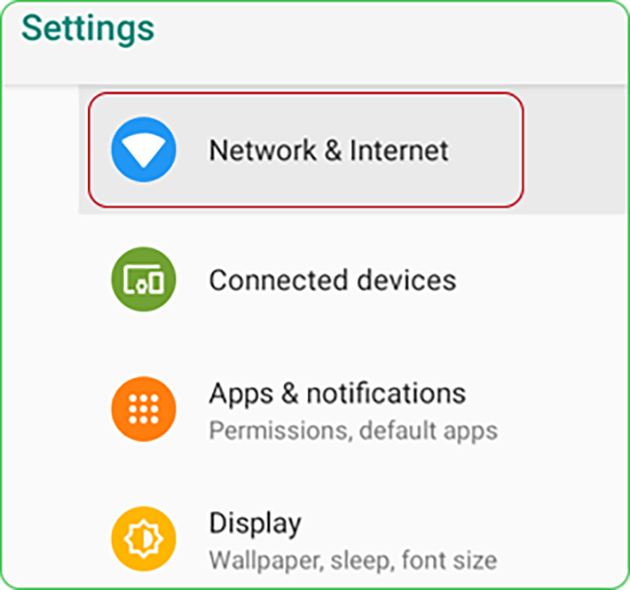 Settings
Network & Internet
Connected devices
Apps & notifications
Permissions, default apps
Display
Wallpaper, sleep, font size